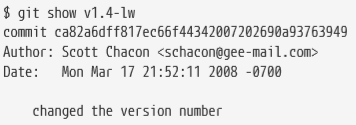 $ git show v1.4-lw
commit ca82a6dff817ec66f44342007202690a93763949
Author: Scott Chacon <schacon@gee-mail.com>
Date:   Mon Mar 17 21:52:11 2008 -0700

    changed the version number